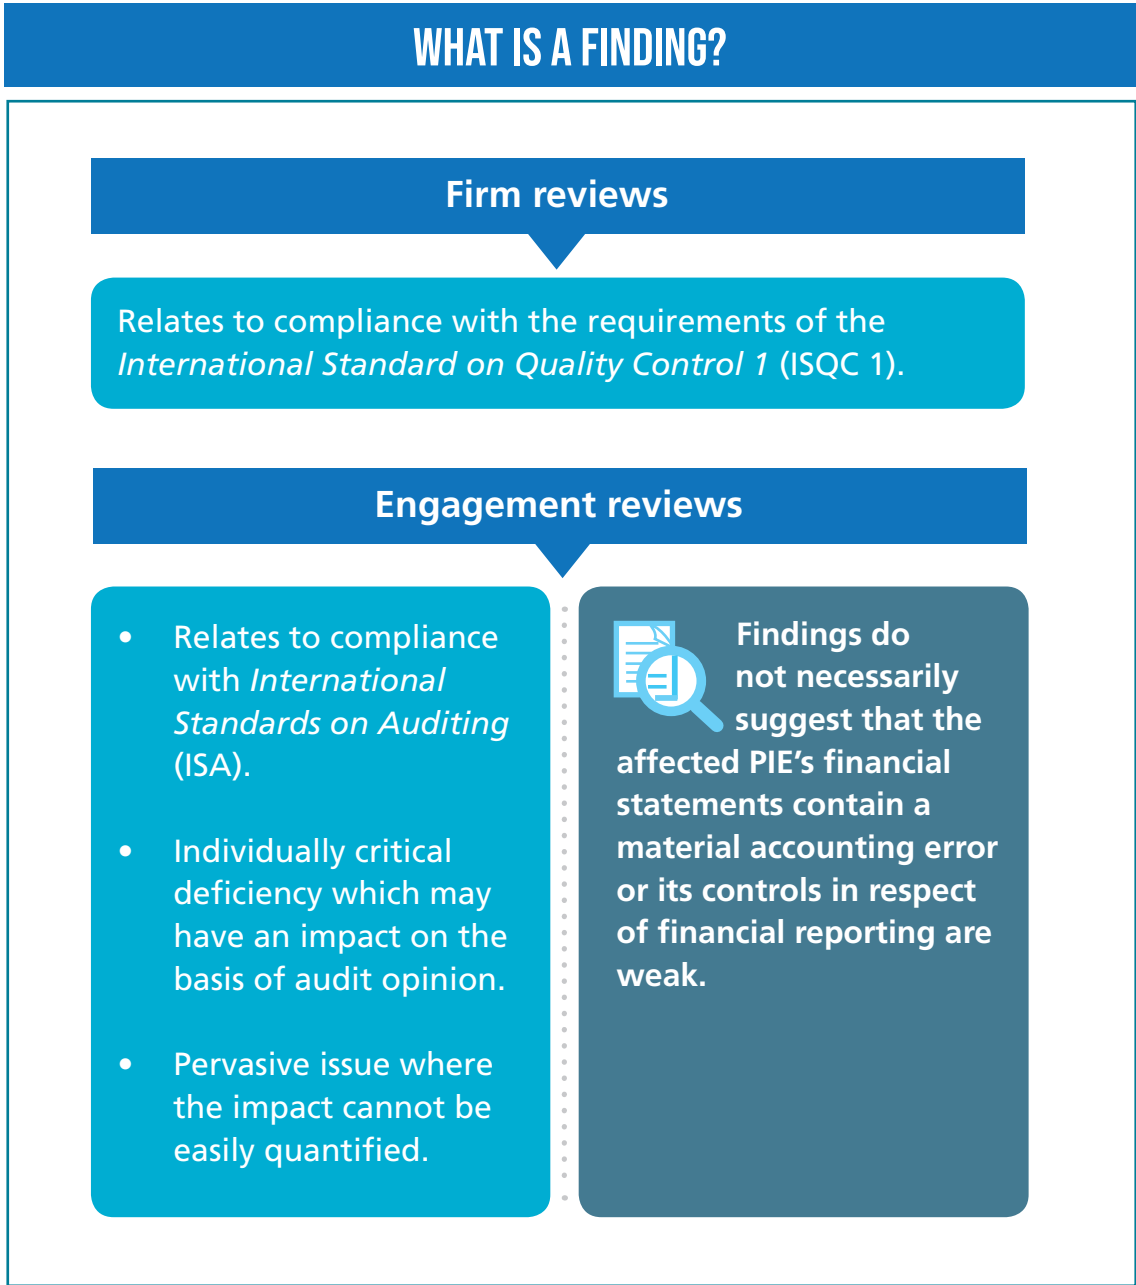 WHAT IS A FINDING?
Firm reviews
Relates to compliance with the requirements of the
International Standard on Quality Control 1 (ISQC 1).
Engagement reviews
• Relates to compliance
with International
Standards on Auditing
(ISA).
• Individually critical
deficiency which may
have an impact on the
basis of audit opinion.
• Pervasive issue where
the impact cannot be
easily quantified.
Findings do
not necessarily
suggest that the
affected PIE’s financial
statements contain a
material accounting error
or its controls in respect
of financial reporting are
weak.